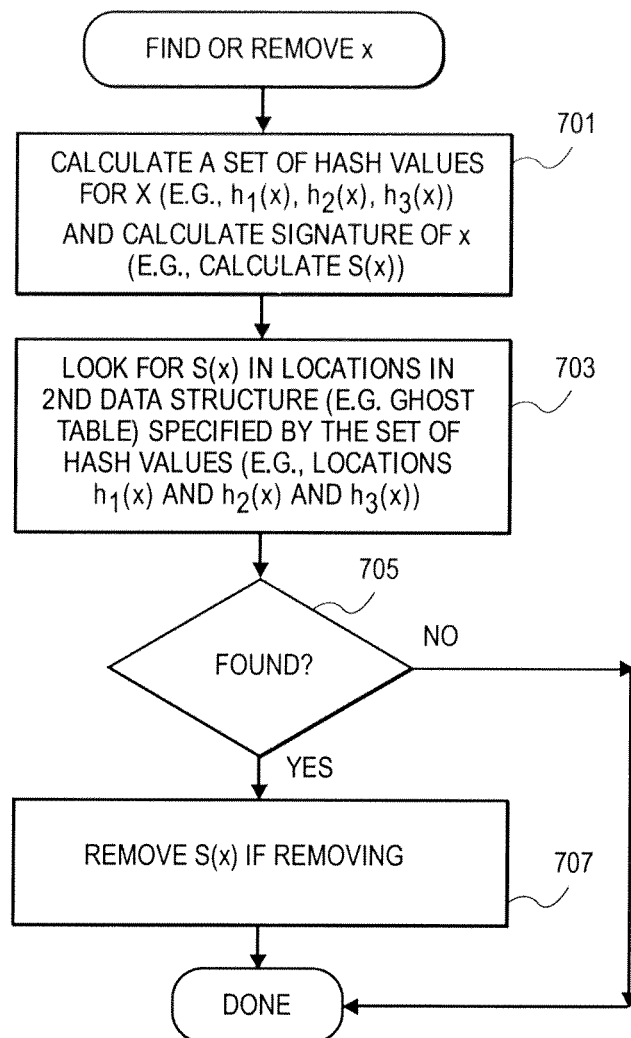 FIND OR REMOVE x
701
CALCULATE A SET OF HASH VALUES
FOR X (E.G., h₁(x), h₂(x), h₃(x))
AND CALCULATE SIGNATURE OF x
(E.G., CALCULATE S(x))
703
LOOK FOR S(x) IN LOCATIONS IN
2ND DATA STRUCTURE (E.G. GHOST
TABLE) SPECIFIED BY THE SET OF
HASH VALUES (E.G., LOCATIONS
h₁(x) AND h₂(x) AND h₃(x))
705
FOUND?
NO
YES
REMOVE S(x) IF REMOVING
707
DONE